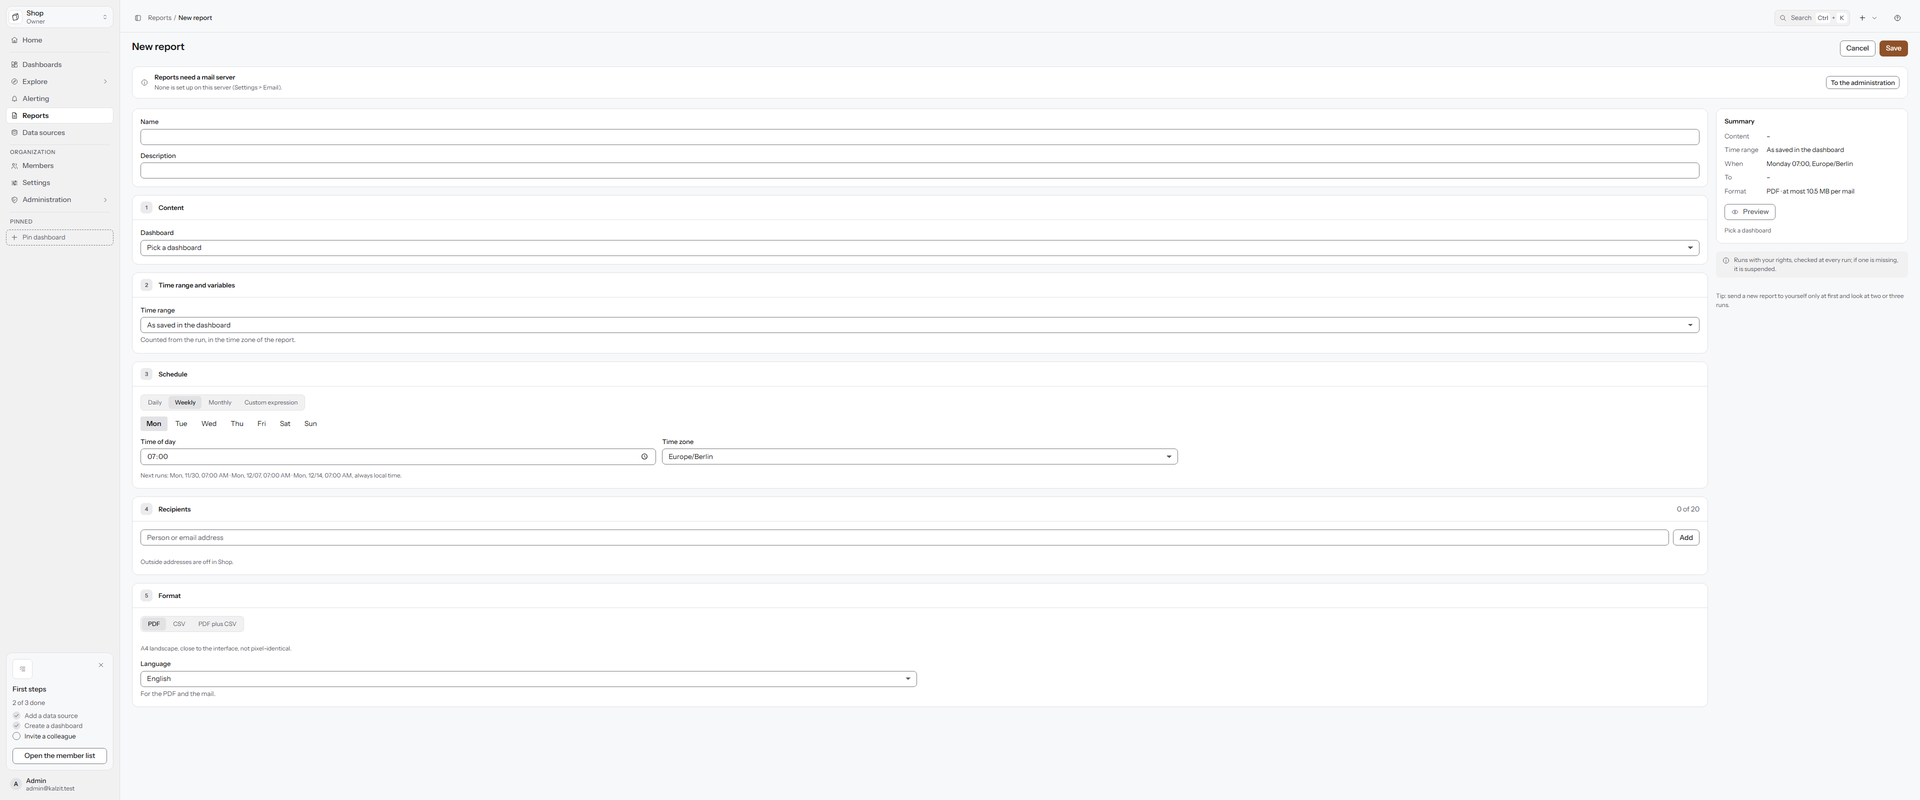 Shop
Owner
Home
Dashboards
Explore
Alerting
Reports
Data sources
ORGANIZATION
Members
Settings
Administration
PINNED
Pin dashboard
First steps
2 of 3 done
Add a data source
Create a dashboard
Invite a colleague
Open the member list
A
Admin
admin@kalzit.test
Reports / New report
Search Ctrl + K
New report
Cancel
Save
Reports need a mail server
None is set up on this server (Settings > Email).
To the administration
Name
Description
1 Content
Dashboard
Pick a dashboard
2 Time range and variables
Time range
As saved in the dashboard
Counted from the run, in the time zone of the report.
3 Schedule
Daily Weekly Monthly Custom expression
Mon Tue Wed Thu Fri Sat Sun
Time of day Time zone
07:00 Europe/Berlin
Next runs: Mon, 11/30, 07:00 AM · Mon, 12/07, 07:00 AM · Mon, 12/14, 07:00 AM, always local time.
4 Recipients 0 of 20
Person or email address Add
Outside addresses are off in Shop.
5 Format
PDF CSV PDF plus CSV
A4 landscape, close to the interface, not pixel-identical.
Language
English
For the PDF and the mail.
Summary
Content –
Time range As saved in the dashboard
When Monday 07:00, Europe/Berlin
To –
Format PDF · at most 10.5 MB per mail
Preview
Pick a dashboard
Runs with your rights, checked at every run; if one is missing,
it is suspended.
Tip: send a new report to yourself only at first and look at two or three
runs.